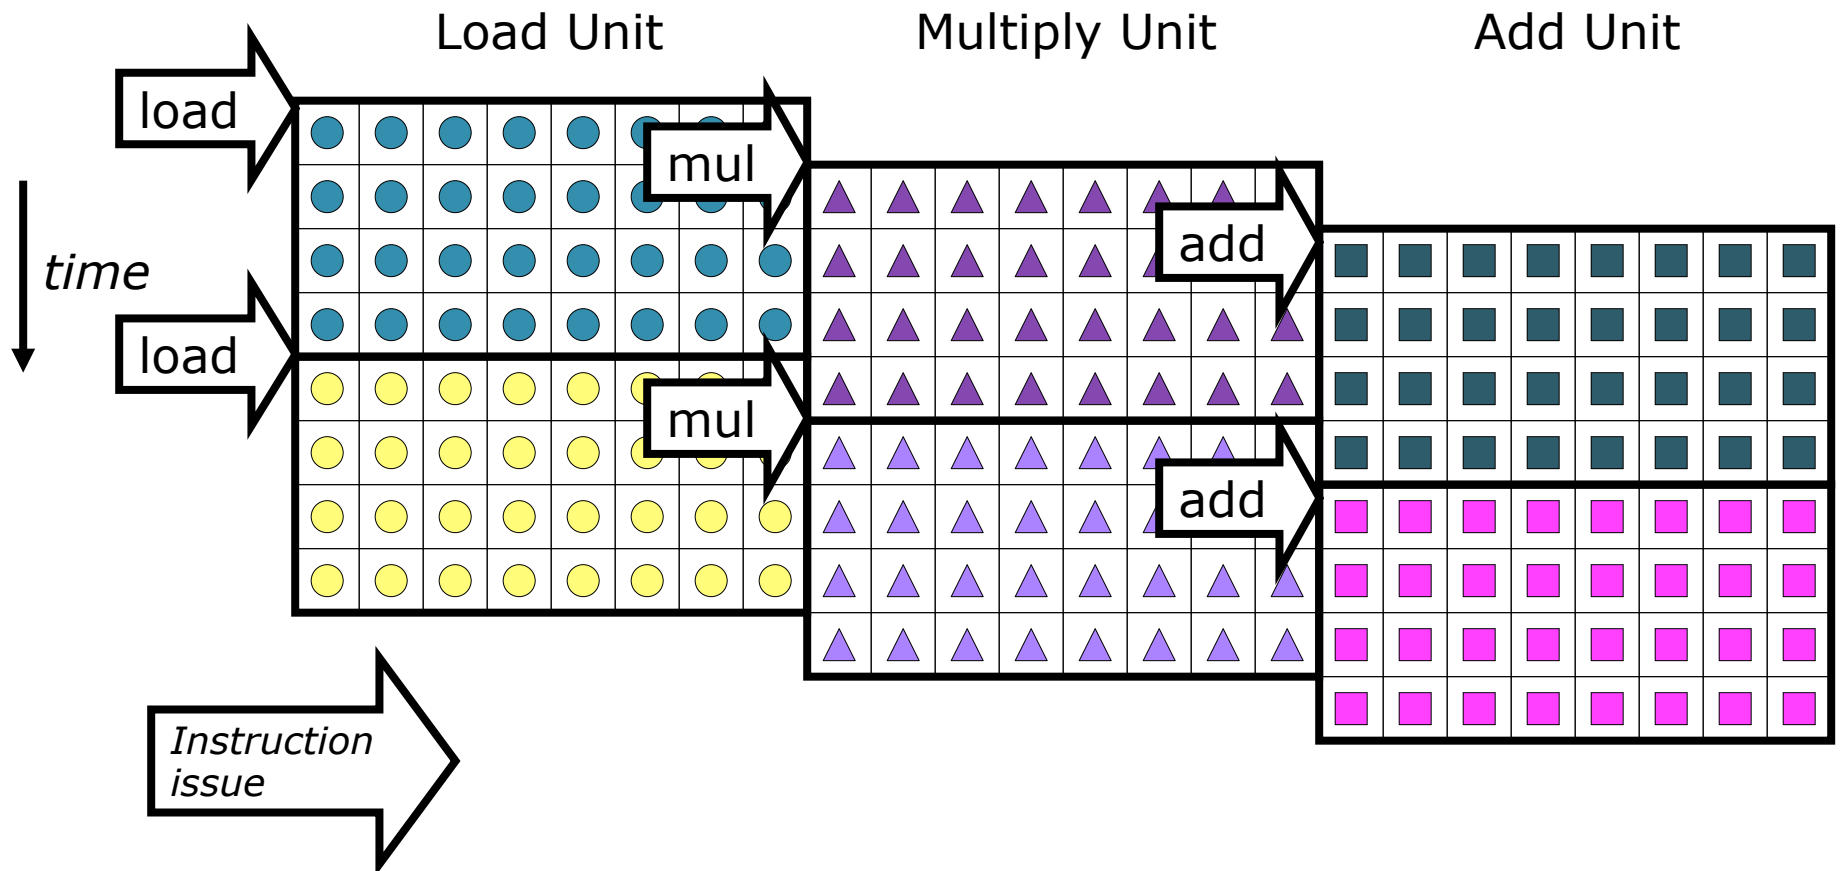 Load Unit
Multiply Unit
Add Unit
load
mul
add
time
load
mul
add
Instruction
issue